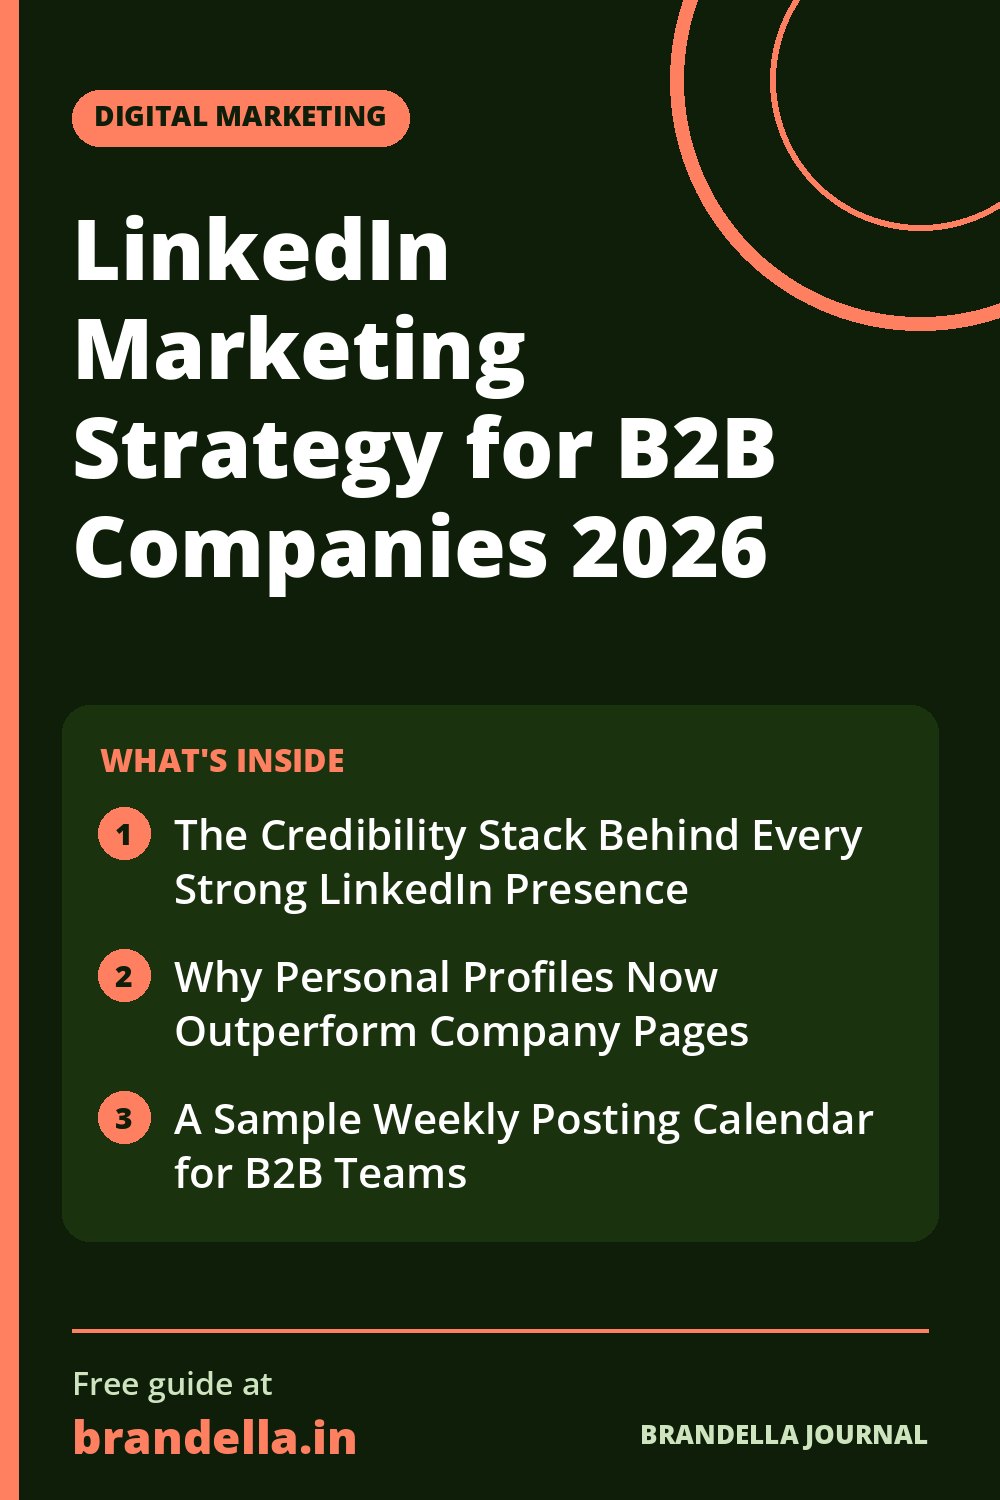 DIGITAL MARKETING
LinkedIn
Marketing
Strategy for B2B
Companies 2026
WHAT'S INSIDE
1 The Credibility Stack Behind Every
Strong LinkedIn Presence
2 Why Personal Profiles Now
Outperform Company Pages
3 A Sample Weekly Posting Calendar
for B2B Teams
Free guide at
brandella.in
BRANDELLA JOURNAL